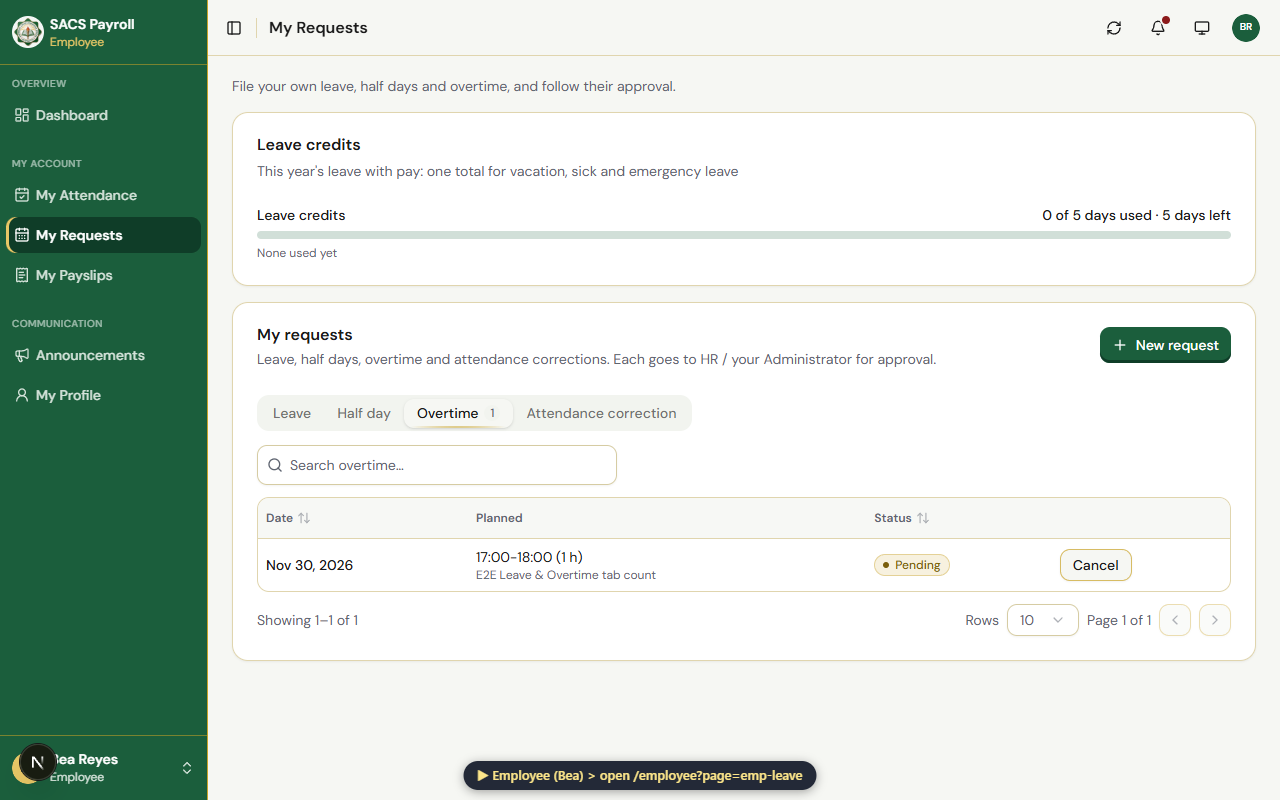 SACS Payroll
Employee
OVERVIEW
Dashboard
MY ACCOUNT
My Attendance
My Requests
My Payslips
COMMUNICATION
Announcements
My Profile
N
Bea Reyes
Employee
My Requests
BR
File your own leave, half days and overtime, and follow their approval.
Leave credits
This year's leave with pay: one total for vacation, sick and emergency leave
Leave credits 0 of 5 days used · 5 days left
None used yet
My requests
Leave, half days, overtime and attendance corrections. Each goes to HR / your Administrator for approval.
New request
Leave Half day Overtime 1 Attendance correction
Search overtime...
Date Planned Status
Nov 30, 2026 17:00–18:00 (1 h) Pending Cancel
E2E Leave & Overtime tab count
Showing 1–1 of 1 Rows 10 Page 1 of 1
▶ Employee (Bea) > open /employee?page=emp-leave